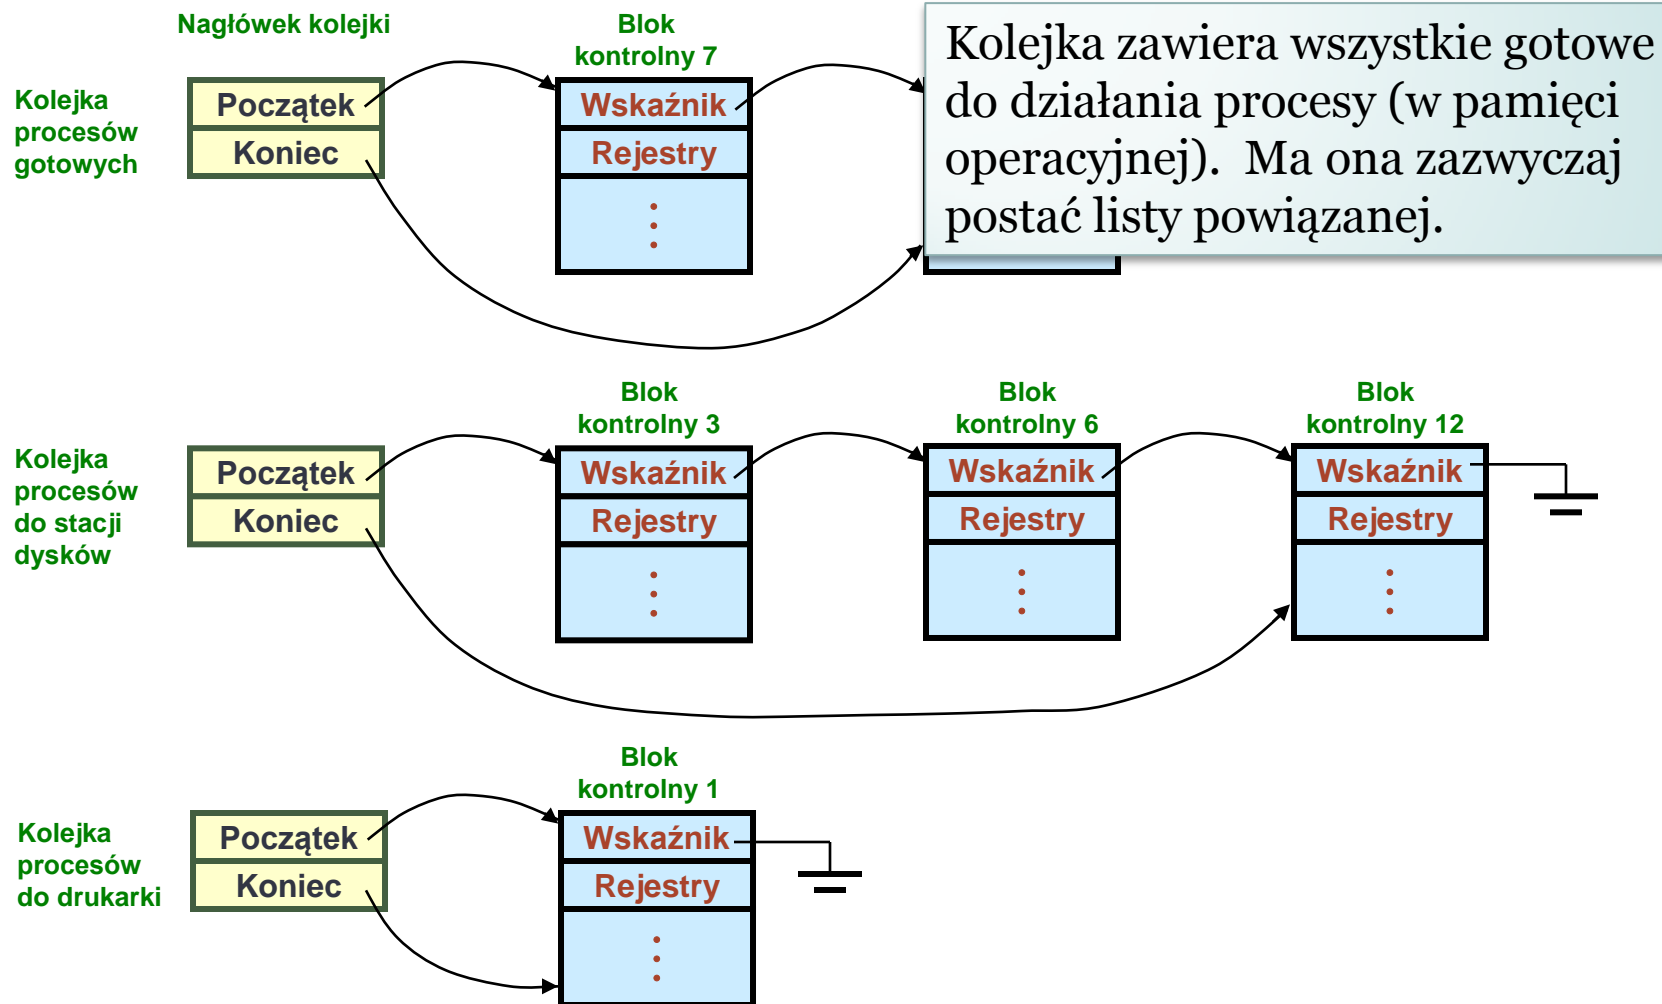 Nagłówek kolejki
Blok
kontrolny 7
Kolejka zawiera wszystkie gotowe
do działania procesy (w pamięci
operacyjnej). Ma ona zazwyczaj
postać listy powiązanej.
Kolejka
procesów
gotowych
Początek
Koniec
Wskaźnik
Rejestry
Blok
kontrolny 3
Blok
kontrolny 6
Blok
kontrolny 12
Kolejka
procesów
do stacji
dysków
Początek
Koniec
Wskaźnik
Rejestry
Wskaźnik
Rejestry
Wskaźnik
Rejestry
Blok
kontrolny 1
Kolejka
procesów
do drukarki
Początek
Koniec
Wskaźnik
Rejestry